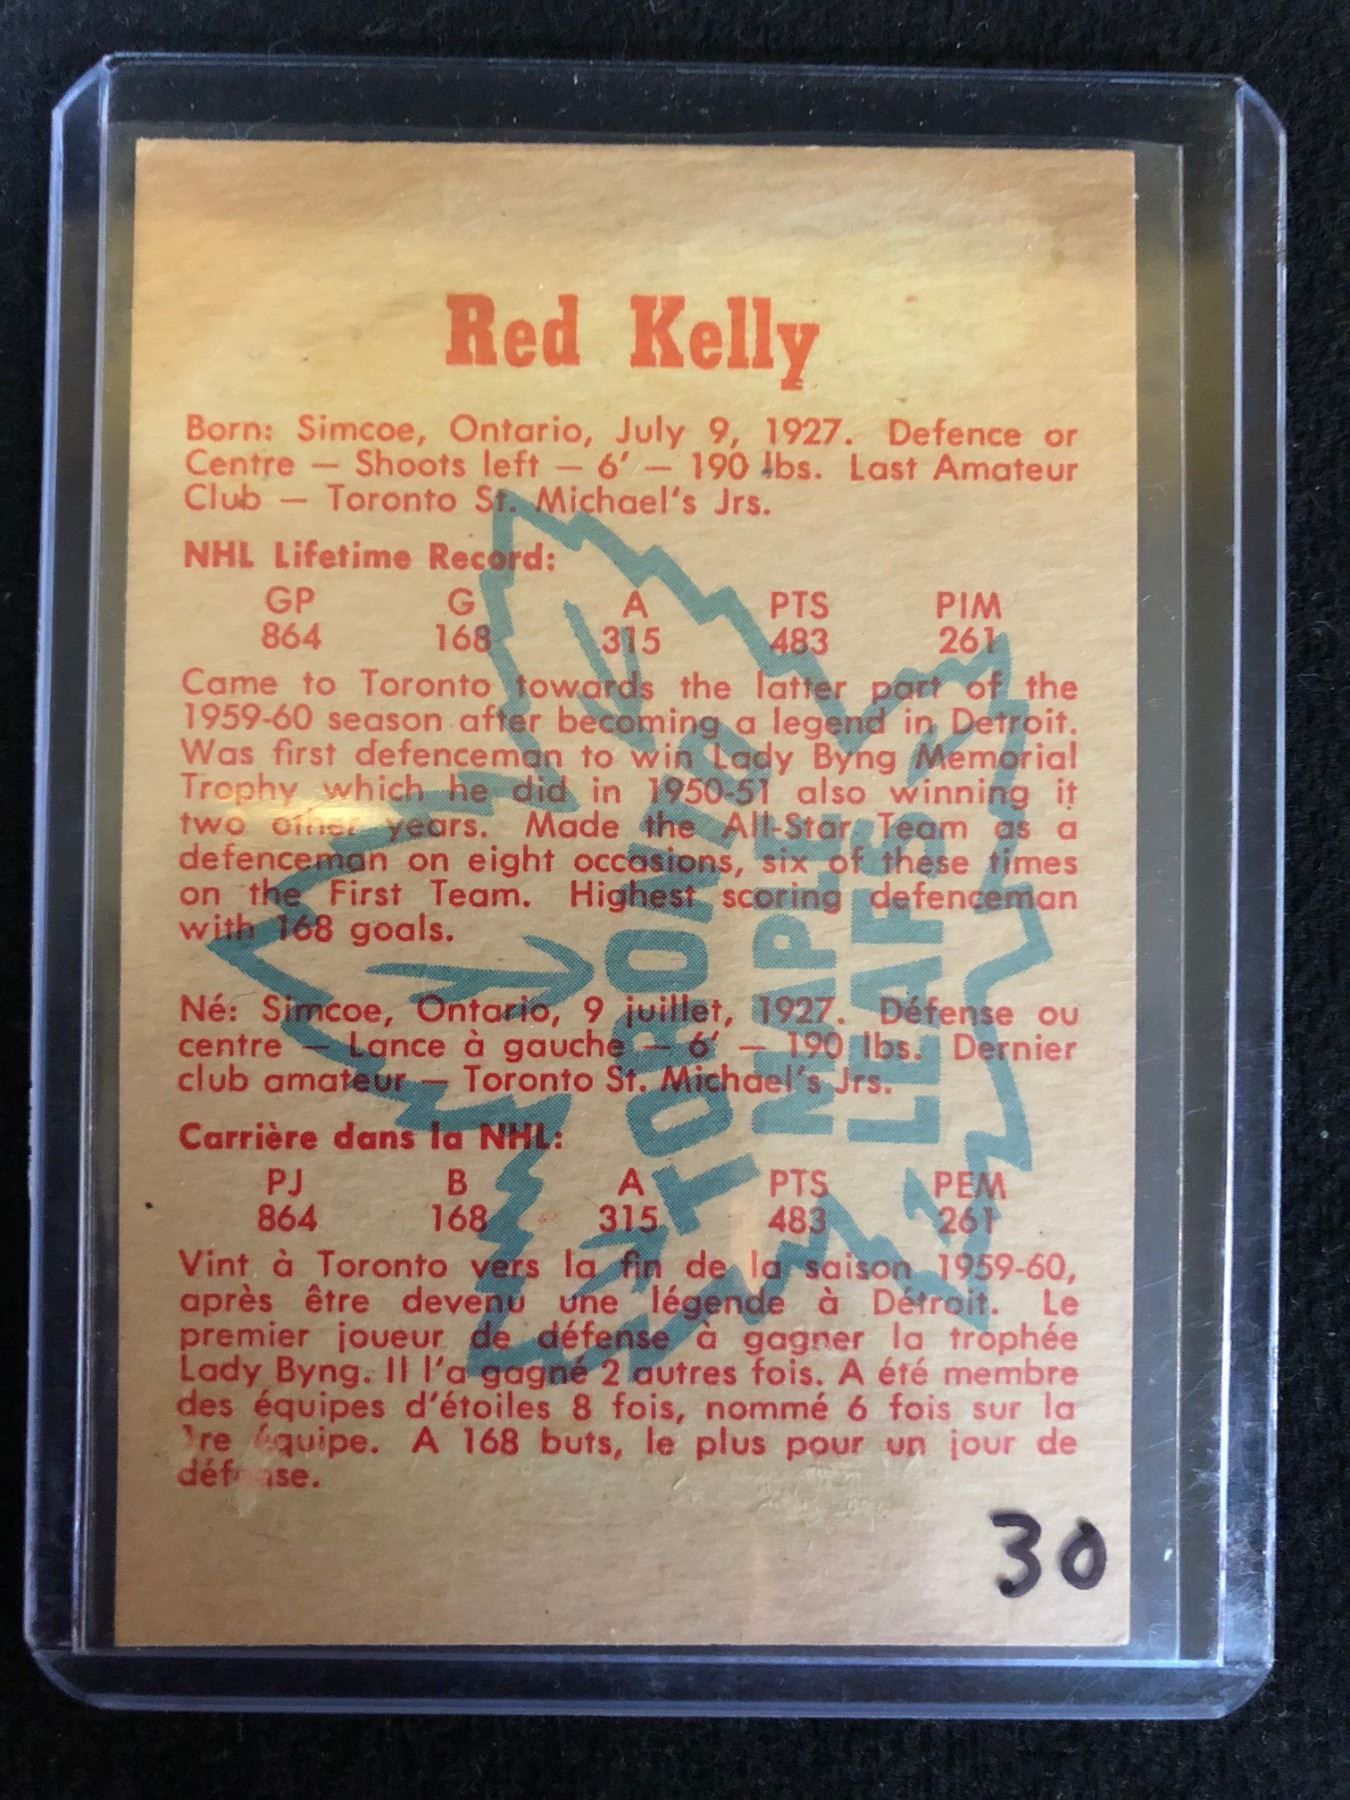 Red Kelly
Born: Simcoe, Ontario, July 9, 1927. Defence or
Centre — Shoots left — 6' — 190 lbs. Last Amateur
Club — Toronto St. Michael's Jrs.
NHL Lifetime Record:
GP G A PTS PIM
864 168 315 483 261
Came to Toronto towards the latter part of the
1959-60 season after becoming a legend in Detroit.
Was first defenceman to win Lady Byng Memorial
Trophy which he did in 1950-51 also winning it
two other years. Made the All-Star Team as a
defenceman on eight occasions, six of these times
on the First Team. Highest scoring defenceman
with 168 goals.
Né: Simcoe, Ontario, 9 juillet, 1927. Défense ou
centre — Lance à gauche — 6' — 190 lbs. Dernier
club amateur — Toronto St. Michael's Jrs.
Carrière dans la NHL:
PJ B A PTS PEM
864 168 315 483 261
Vint à Toronto vers la fin de la saison 1959-60,
après être devenu une légende à Détroit. Le
premier joueur de défense à gagner la trophée
Lady Byng. Il l'a gagné 2 autres fois. A été membre
des équipes d'étoiles 8 fois, nommé 6 fois sur la
1re équipe. A 168 buts, le plus pour un jour de
défense.
TORONTO
MAPLE
LEAFS
30